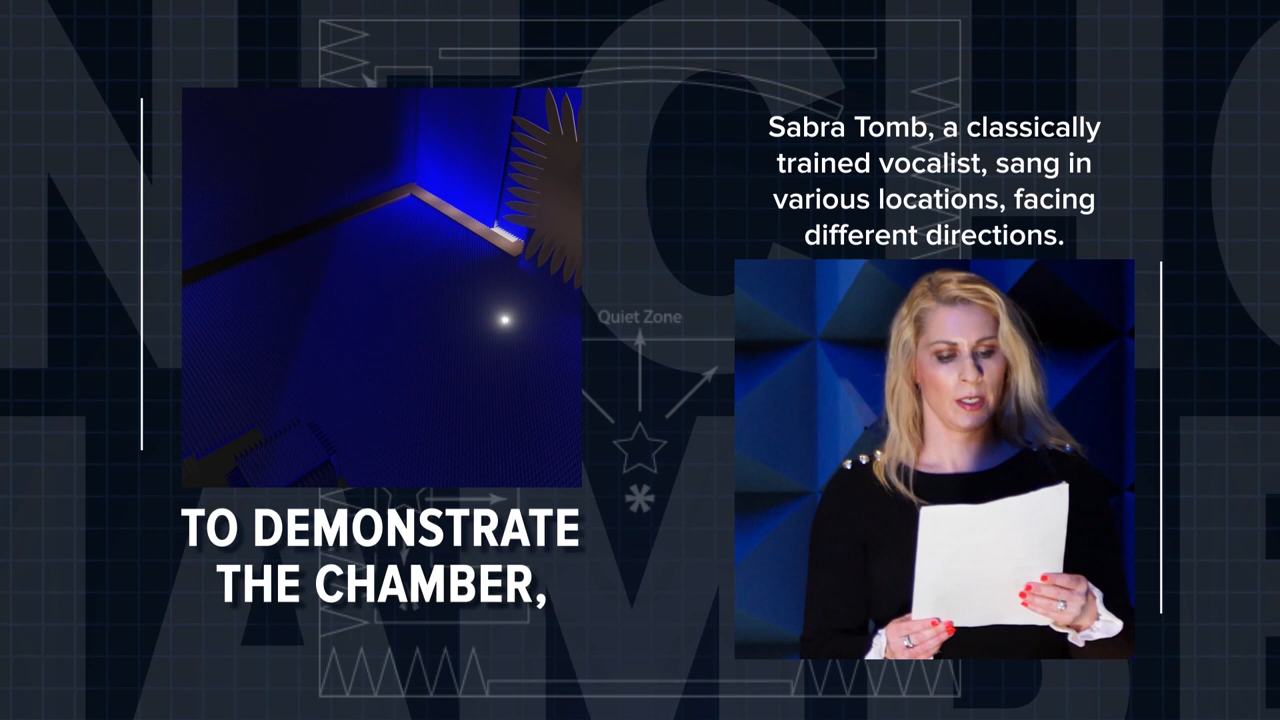 TO DEMONSTRATE
THE CHAMBER,
Sabra Tomb, a classically
trained vocalist, sang in
various locations, facing
different directions.
Quiet Zone